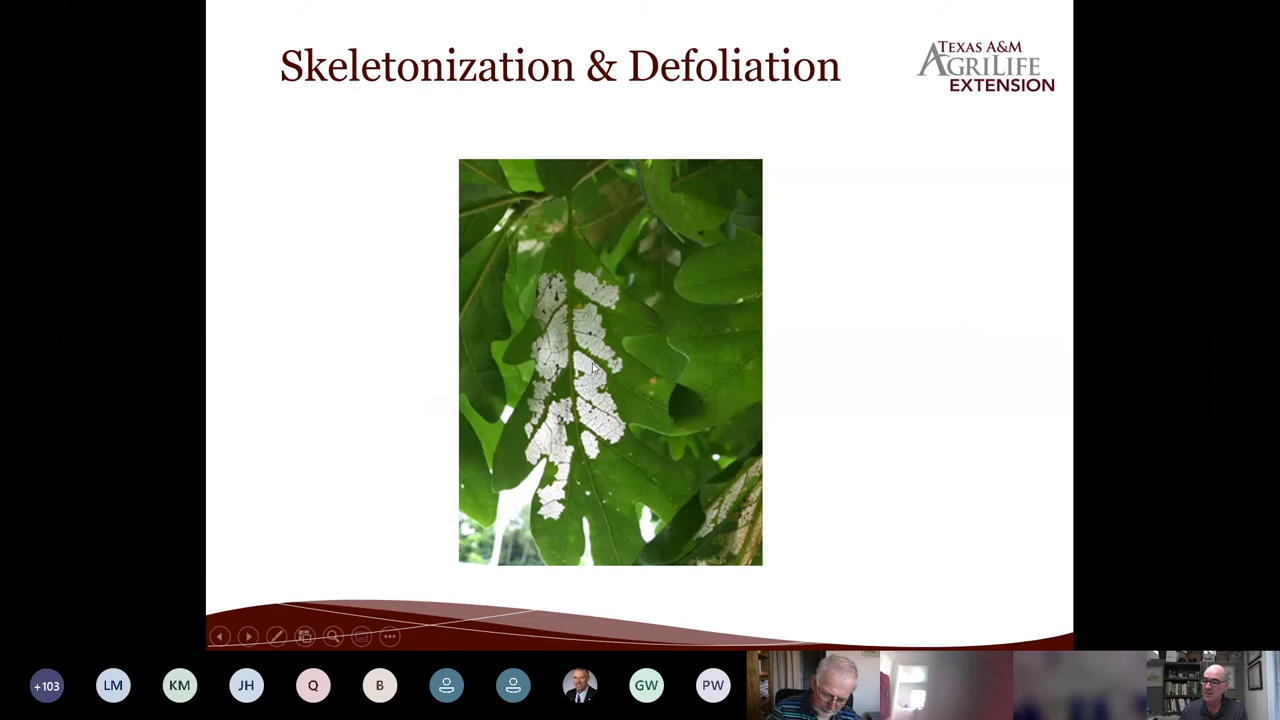 Skeletonization & Defoliation
TEXAS A&M
AGRILIFE
EXTENSION
+103
LM
KM
JH
Q
B
GW
PW